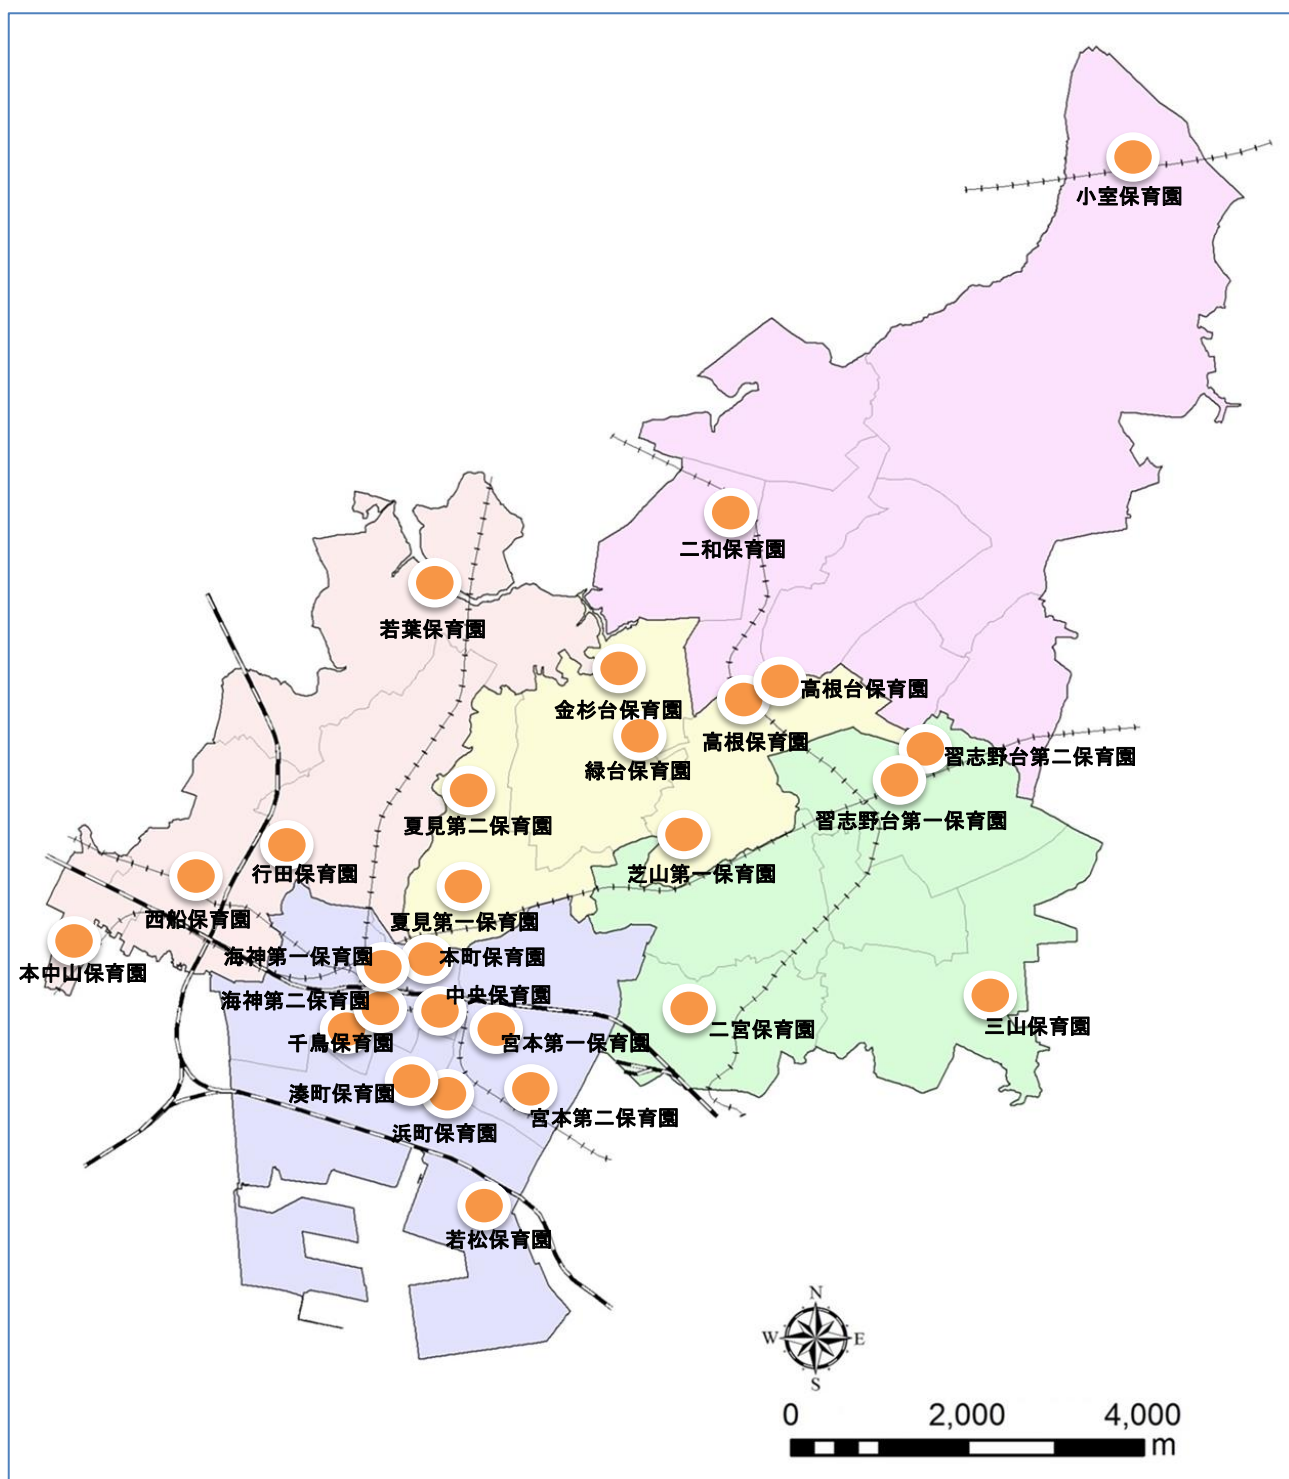 小室保育園
二和保育園
若葉保育園
高根台保育園
金杉台保育園
高根保育園
習志野台第二保育園
緑台保育園
習志野台第一保育園
夏見第二保育園
行田保育園
芝山第一保育園
西船保育園
夏見第一保育園
海神第一保育園
本町保育園
本中山保育園
中央保育園
海神第二保育園
三山保育園
二宮保育園
千鳥保育園
宮本第一保育園
湊町保育園
宮本第二保育園
浜町保育園
若松保育園
N
W
E
S
0 2,000 4,000
m